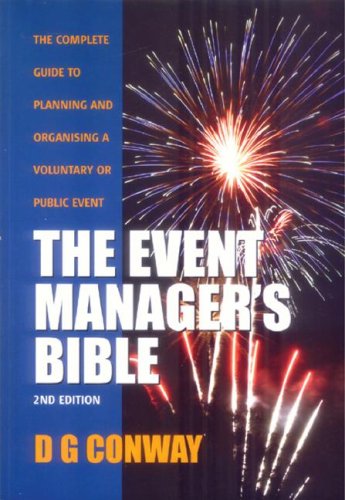 THE COMPLETE
GUIDE TO
PLANNING AND
ORGANISING A
VOLUNTARY OR
PUBLIC EVENT
THE EVENT
MANAGER'S
BIBLE
2ND EDITION
D G CONWAY